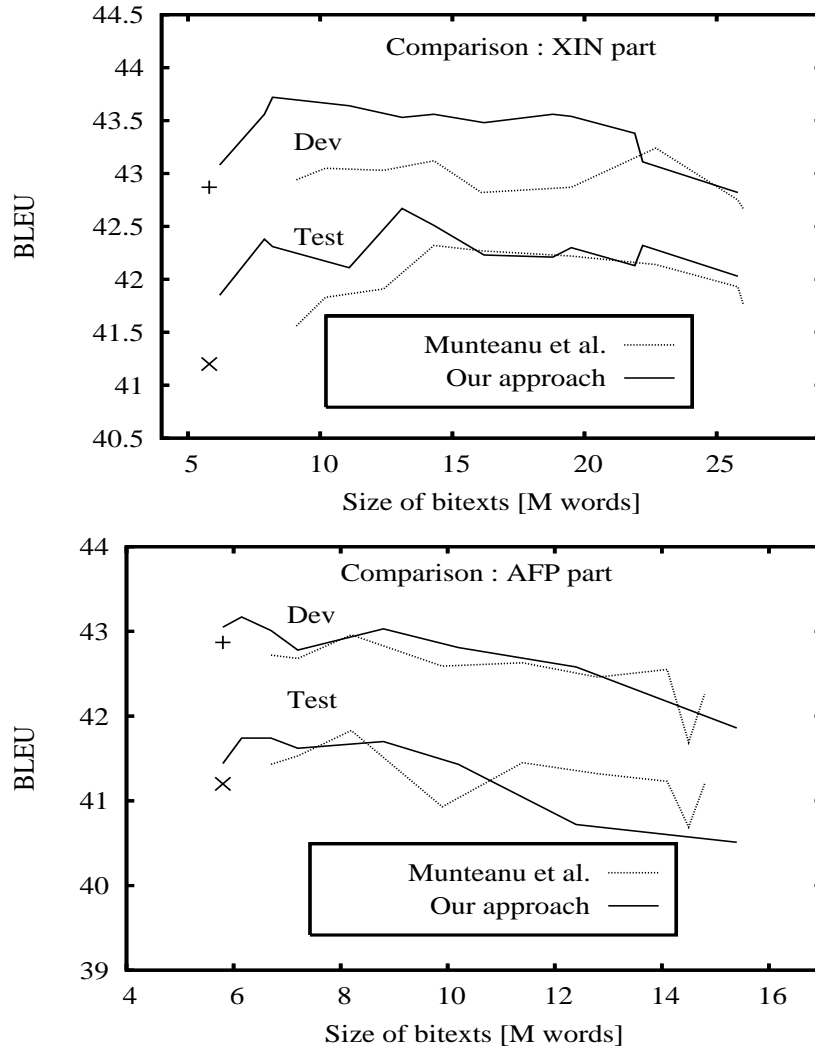 44.5
Comparison : XIN part
44
43.5
Dev
43
BLEU
42.5
Test
42
41.5
Munteanu et al.
Our approach
41
40.5
5 10 15 20 25
Size of bitexts [M words]
44
Comparison : AFP part
Dev
43
Test
42
BLEU
41
Munteanu et al.
Our approach
40
39
4 6 8 10 12 14 16
Size of bitexts [M words]